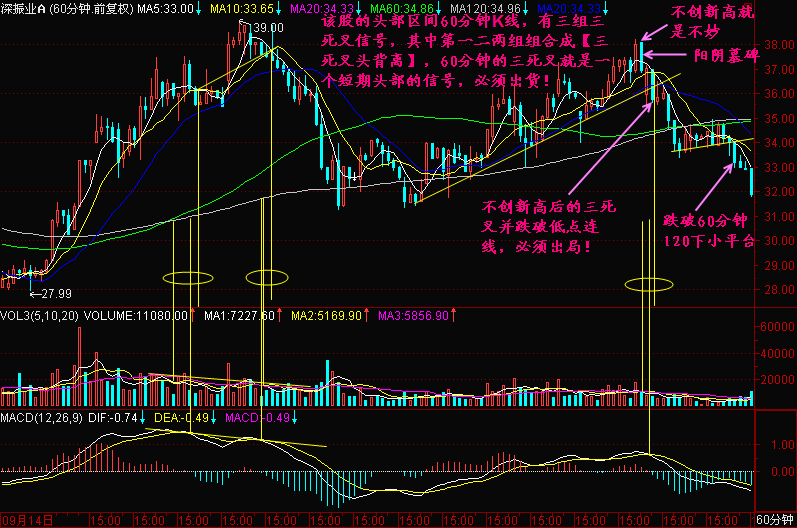 深振业A (60分钟,前复权) MA5:33.00↓ MA10:33.65↓ MA20:34.33↓ MA60:34.86↓ MA120:34.96↓ MA20:34.33↓
39.00
该股的头部区间60分钟K线，有三组三
死叉信号，其中第一二两组组合成【三
死叉头背离】，60分钟的三死叉就是一
个短期头部的信号，必须出货！
不创新高就
是不妙
阳阴墓碑
38.00
37.00
36.00
35.00
34.00
33.00
32.00
31.00
30.00
29.00
28.00
不创新高后的三死
叉并跌破低点连
线，必须出局！
跌破60分钟
120下小平台
←27.99
VOL3(5,10,20) VOLUME:11080.00↑ MA1:7227.60↑ MA2:5169.90↑ MA3:5856.90↑
60000
40000
20000
MACD(12,26,9) DIF:-0.74↓ DEA:-0.49↓ MACD:-0.49↓
1.00
0.00
09月14日 15:00 15:00 15:00 15:00 15:00 15:00 15:00 15:00 15:00 15:00 15:00 15:00 15:00 15:00 15:00 60分钟